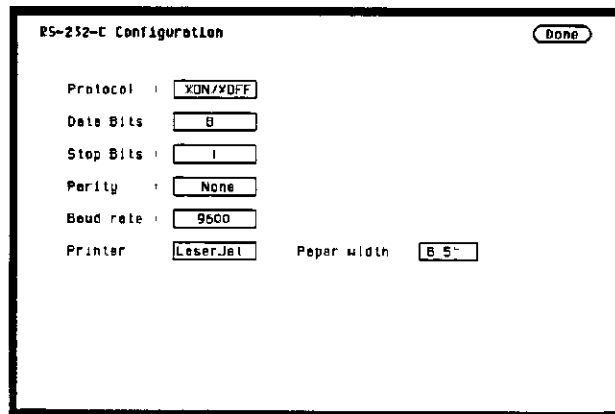 RS-232-C Configuration Done
Protocol : XON/XOFF
Data Bits 8
Stop Bits : 1
Parity : None
Baud rate : 9600
Printer LaserJet Paper width 8.5"